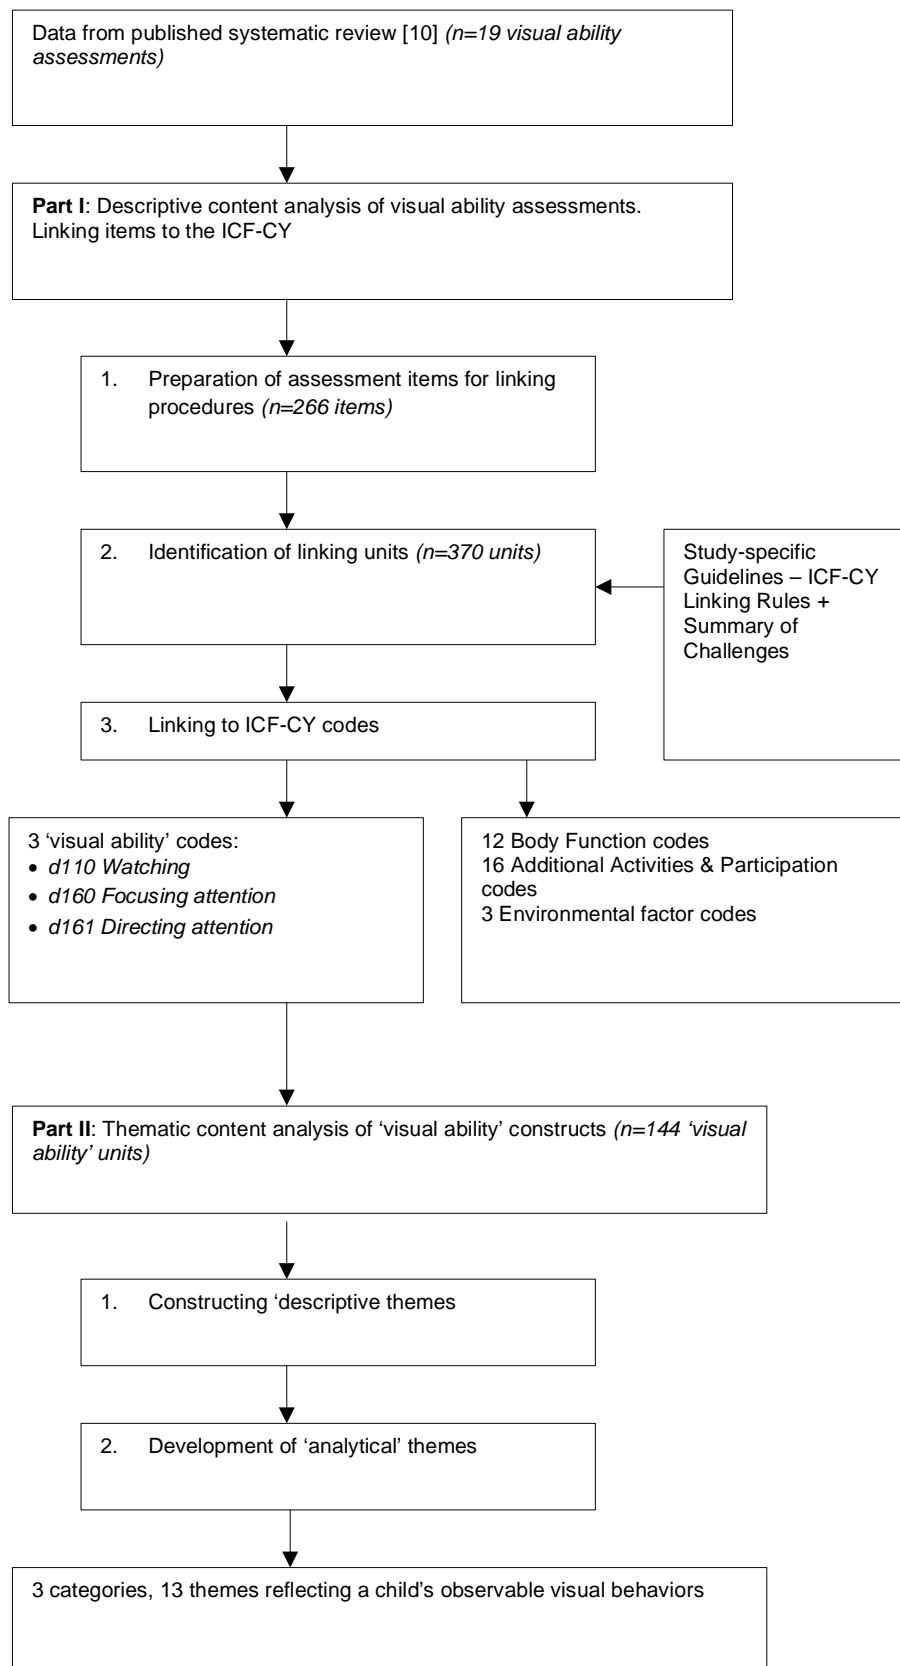 Data from published systematic review [10] (n=19 visual ability
assessments)
Part I: Descriptive content analysis of visual ability assessments.
Linking items to the ICF-CY
1. Preparation of assessment items for linking
procedures (n=266 items)
2. Identification of linking units (n=370 units)
Study-specific
Guidelines – ICF-CY
Linking Rules +
Summary of
Challenges
3. Linking to ICF-CY codes
3 ‘visual ability’ codes:
• d110 Watching
• d160 Focusing attention
• d161 Directing attention
12 Body Function codes
16 Additional Activities & Participation
codes
3 Environmental factor codes
Part II: Thematic content analysis of ‘visual ability’ constructs (n=144 ‘visual
ability’ units)
1. Constructing ‘descriptive themes
2. Development of ‘analytical’ themes
3 categories, 13 themes reflecting a child’s observable visual behaviors